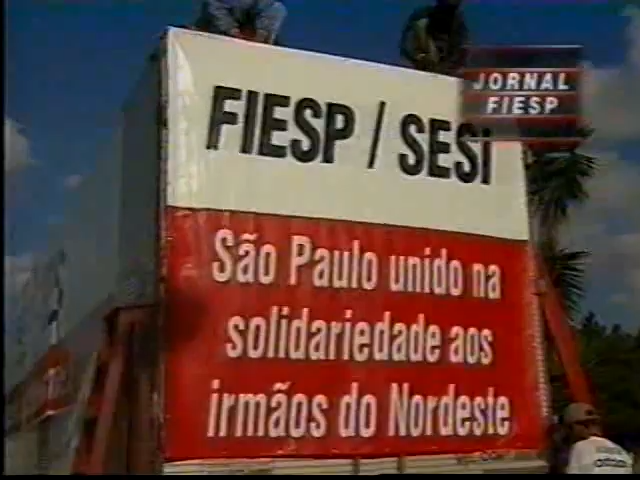 JORNAL
FIESP
FIESP / SESI
São Paulo unido na
solidariedade aos
irmãos do Nordeste